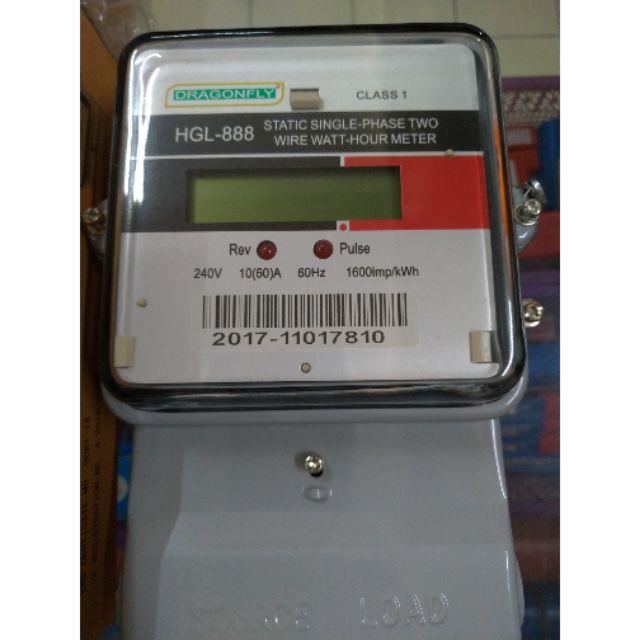 DRAGONFLY
CLASS 1
HGL-888
STATIC SINGLE-PHASE TWO
WIRE WATT-HOUR METER
Rev Pulse
240V 10(60)A 60Hz 1600imp/kWh
2017-11017810
SOURCE LOAD